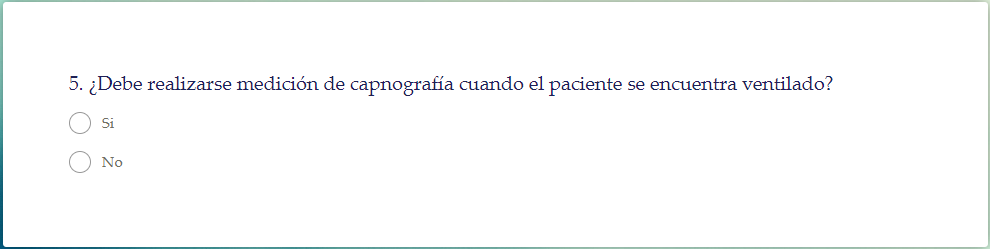 5. ¿Debe realizarse medición de capnografía cuando el paciente se encuentra ventilado?
Si
No